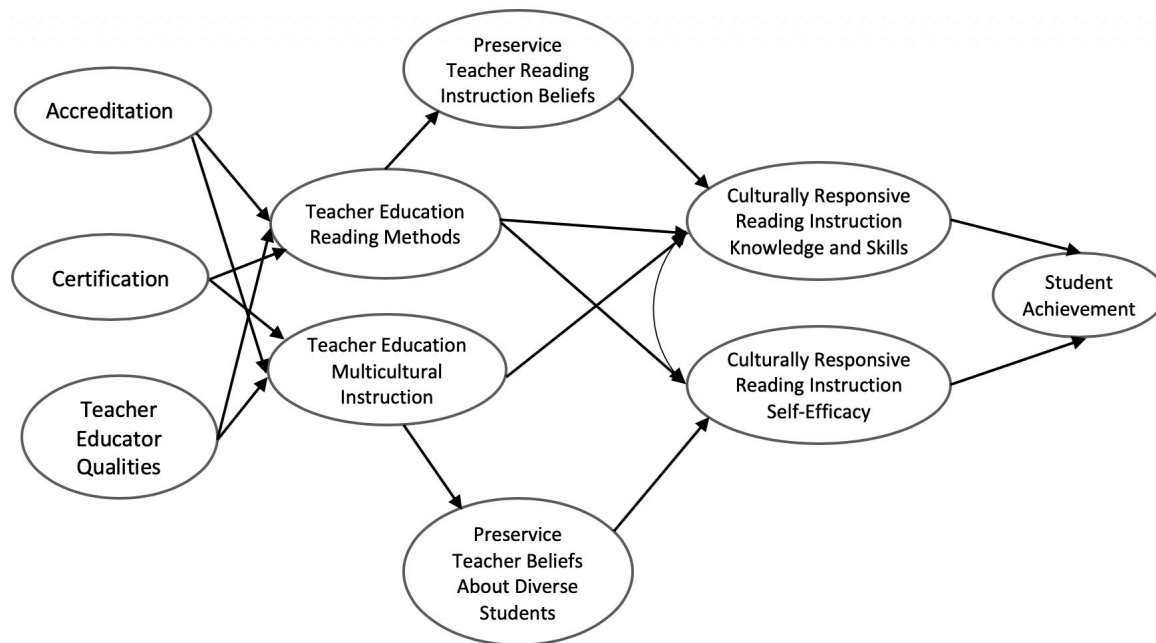 Preservice
Teacher Reading
Instruction Beliefs
Accreditation
Teacher Education
Reading Methods
Culturally Responsive
Reading Instruction
Knowledge and Skills
Certification
Student
Achievement
Teacher Education
Multicultural
Instruction
Culturally Responsive
Reading Instruction
Self-Efficacy
Teacher
Educator
Qualities
Preservice
Teacher Beliefs
About Diverse
Students